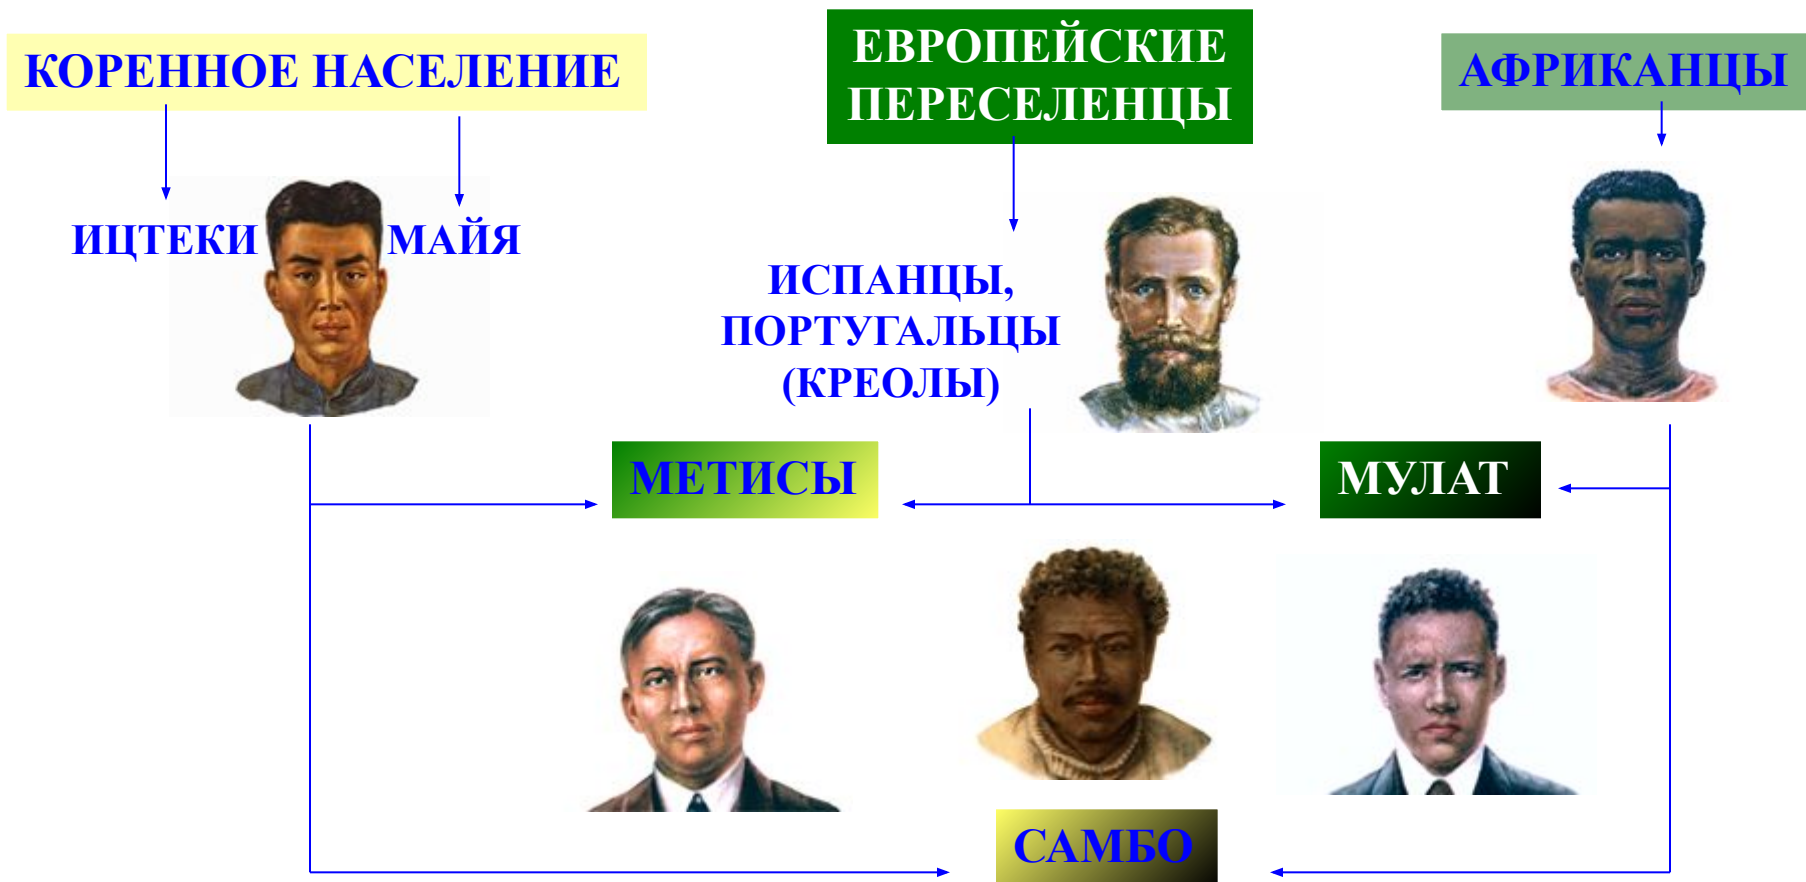 КОРЕННОЕ НАСЕЛЕНИЕ
ЕВРОПЕЙСКИЕ
ПЕРЕСЕЛЕНЦЫ
АФРИКАНЦЫ
ИЦТЕКИ
МАЙЯ
ИСПАНЦЫ,
ПОРТУГАЛЬЦЫ
(КРЕОЛЫ)
МЕТИСЫ
МУЛАТ
САМБО